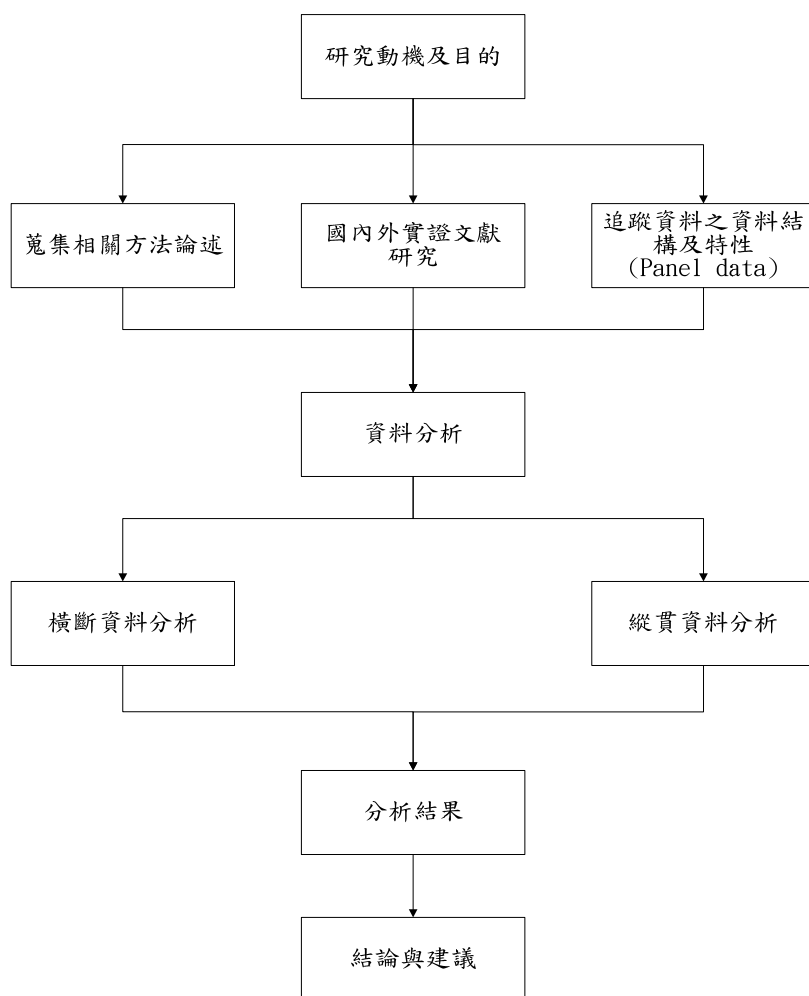 研究動機及目的
蒐集相關方法論述
國內外實證文獻
研究
追蹤資料之資料結
構及特性
(Panel data)
資料分析
橫斷資料分析
縱貫資料分析
分析結果
結論與建議